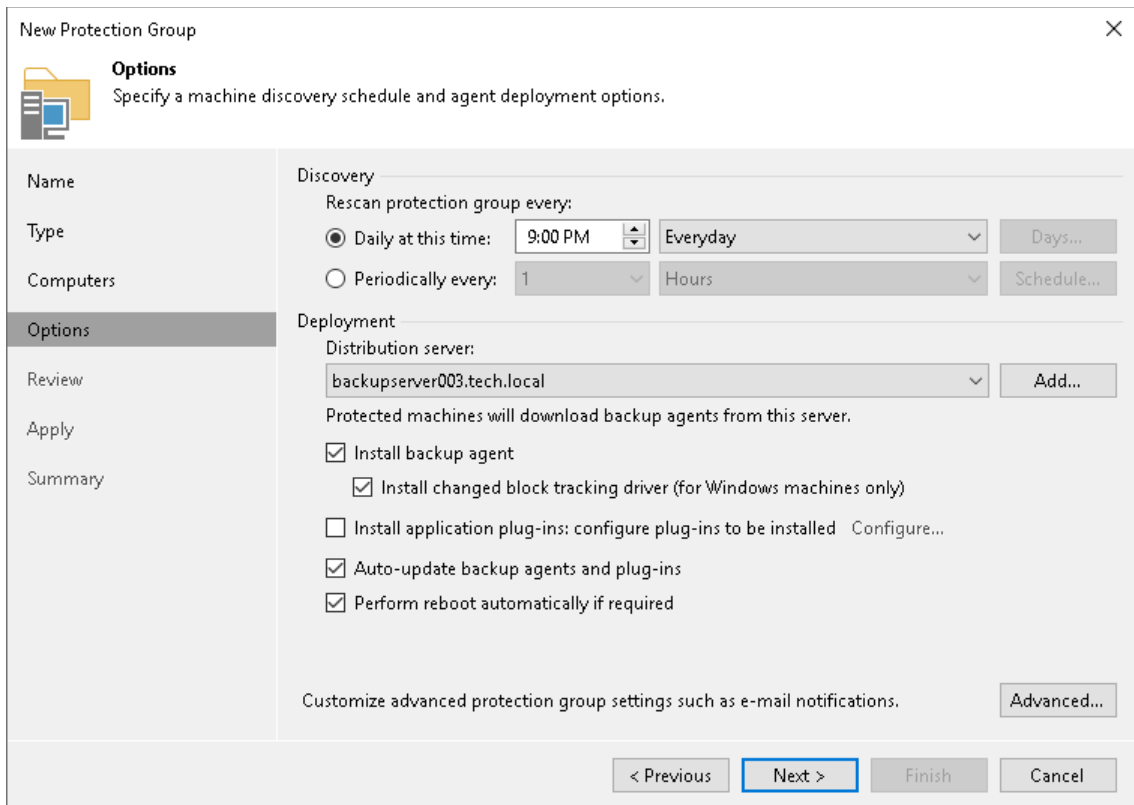 New Protection Group
Options
Specify a machine discovery schedule and agent deployment options.
Name
Type
Computers
Options
Review
Apply
Summary
Discovery
Rescan protection group every:
Daily at this time: 9:00 PM Everyday Days...
Periodically every: 1 Hours Schedule...
Deployment
Distribution server:
backupserver003.tech.local Add...
Protected machines will download backup agents from this server.
Install backup agent
Install changed block tracking driver (for Windows machines only)
Install application plug-ins: configure plug-ins to be installed Configure...
Auto-update backup agents and plug-ins
Perform reboot automatically if required
Customize advanced protection group settings such as e-mail notifications. Advanced...
< Previous Next > Finish Cancel